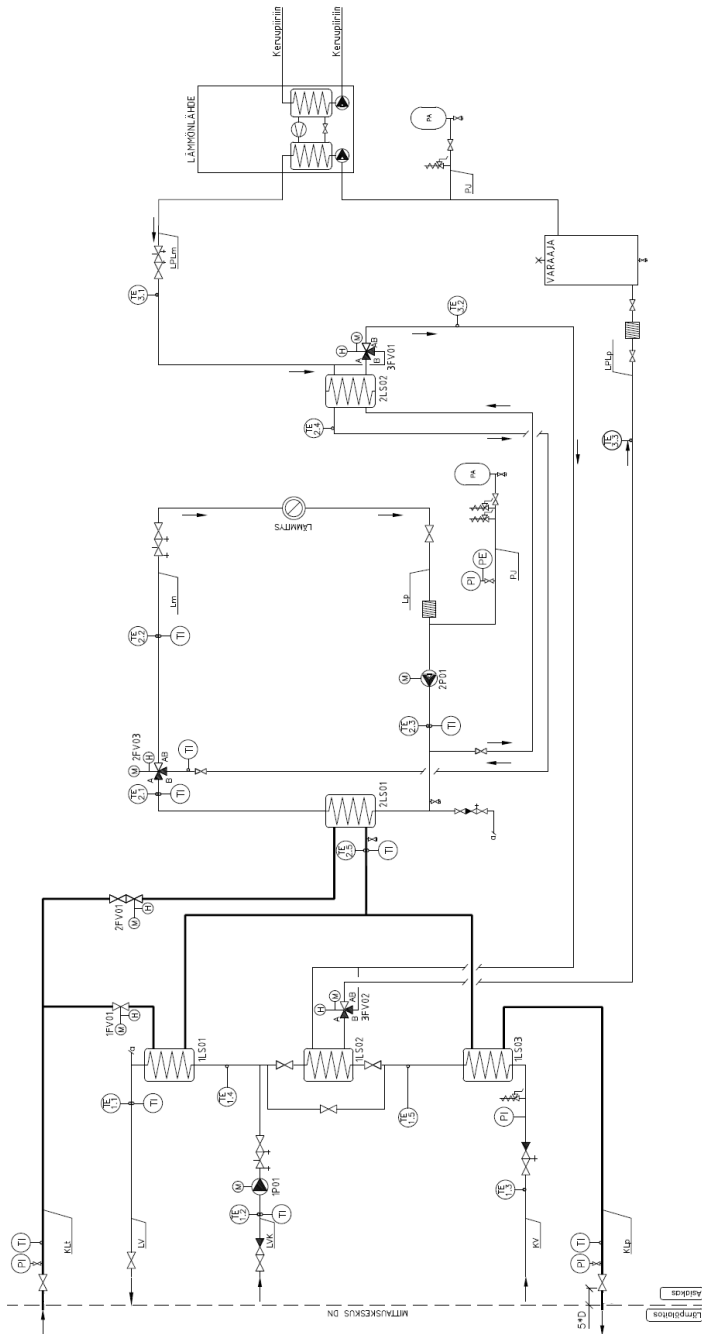 Keruupiiriin
Keruupiiriin
LÄMMÖNLÄHDE
PA
PJ
LPLm
TE
3.1
VARAAJA
TE
3.2
H
M
A
AB
B
3FV01
2LS02
TE
2.4
LPLp
TE
3.3
PA
LÄMMITYS
PI
PE
PJ
Lm
Lp
TE
2.2
TI
M
2P01
TE
2.3
TI
2FV03
M
H
A
AB
B
TI
TE
2.1
TI
2LS01
TE
2.5
TI
2FV01
M
H
1FV01
M
H
1LS01
TE
1.1
TI
TE
1.4
H
M
A
AB
B
3FV02
1LS02
TE
1.5
1LS03
PI
M
1P01
TE
1.2
TI
TE
1.3
KLt
LV
LVK
KV
KLp
PI
TI
PI
TI
MITTAUSKESKUS DN
5*D
Asiakas
Lämpölaitos